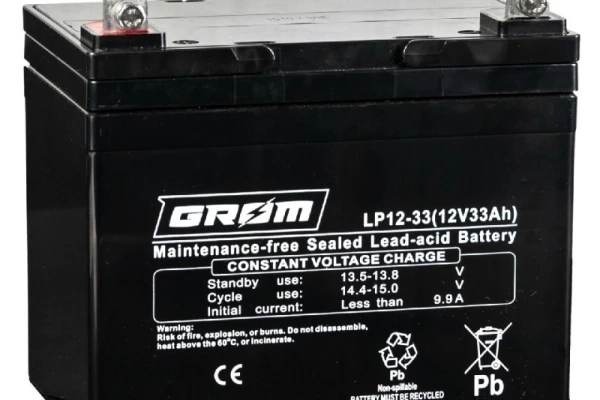 GROM
LP12-33(12V33Ah)
Maintenance-free Sealed Lead-acid Battery
CONSTANT VOLTAGE CHARGE
Standby use: 13.5-13.8 V
Cycle use: 14.4-15.0 V
Initial current: Less than 9.9A
Warning:
Risk of fire, explosion, or burns. Do not disassemble,
heat above the 60°C, or incinerate.
CE
Pb
Non-spillable
BATTERY MUST BE RECYCLED
Pb